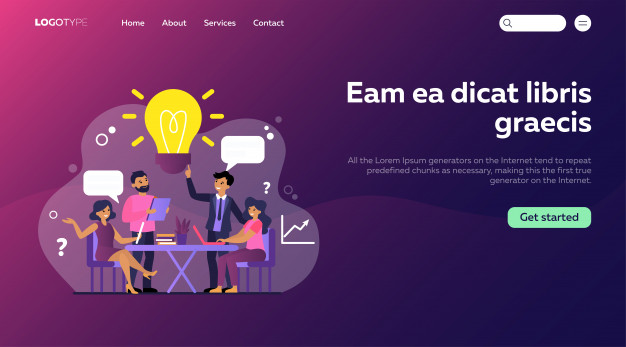 LOGOTYPE Home About Services Contact
Eam ea dicat libris
graecis
All the Lorem Ipsum generators on the Internet tend to repeat
predefined chunks as necessary, making this the first true
generator on the Internet.
?
?
Get started